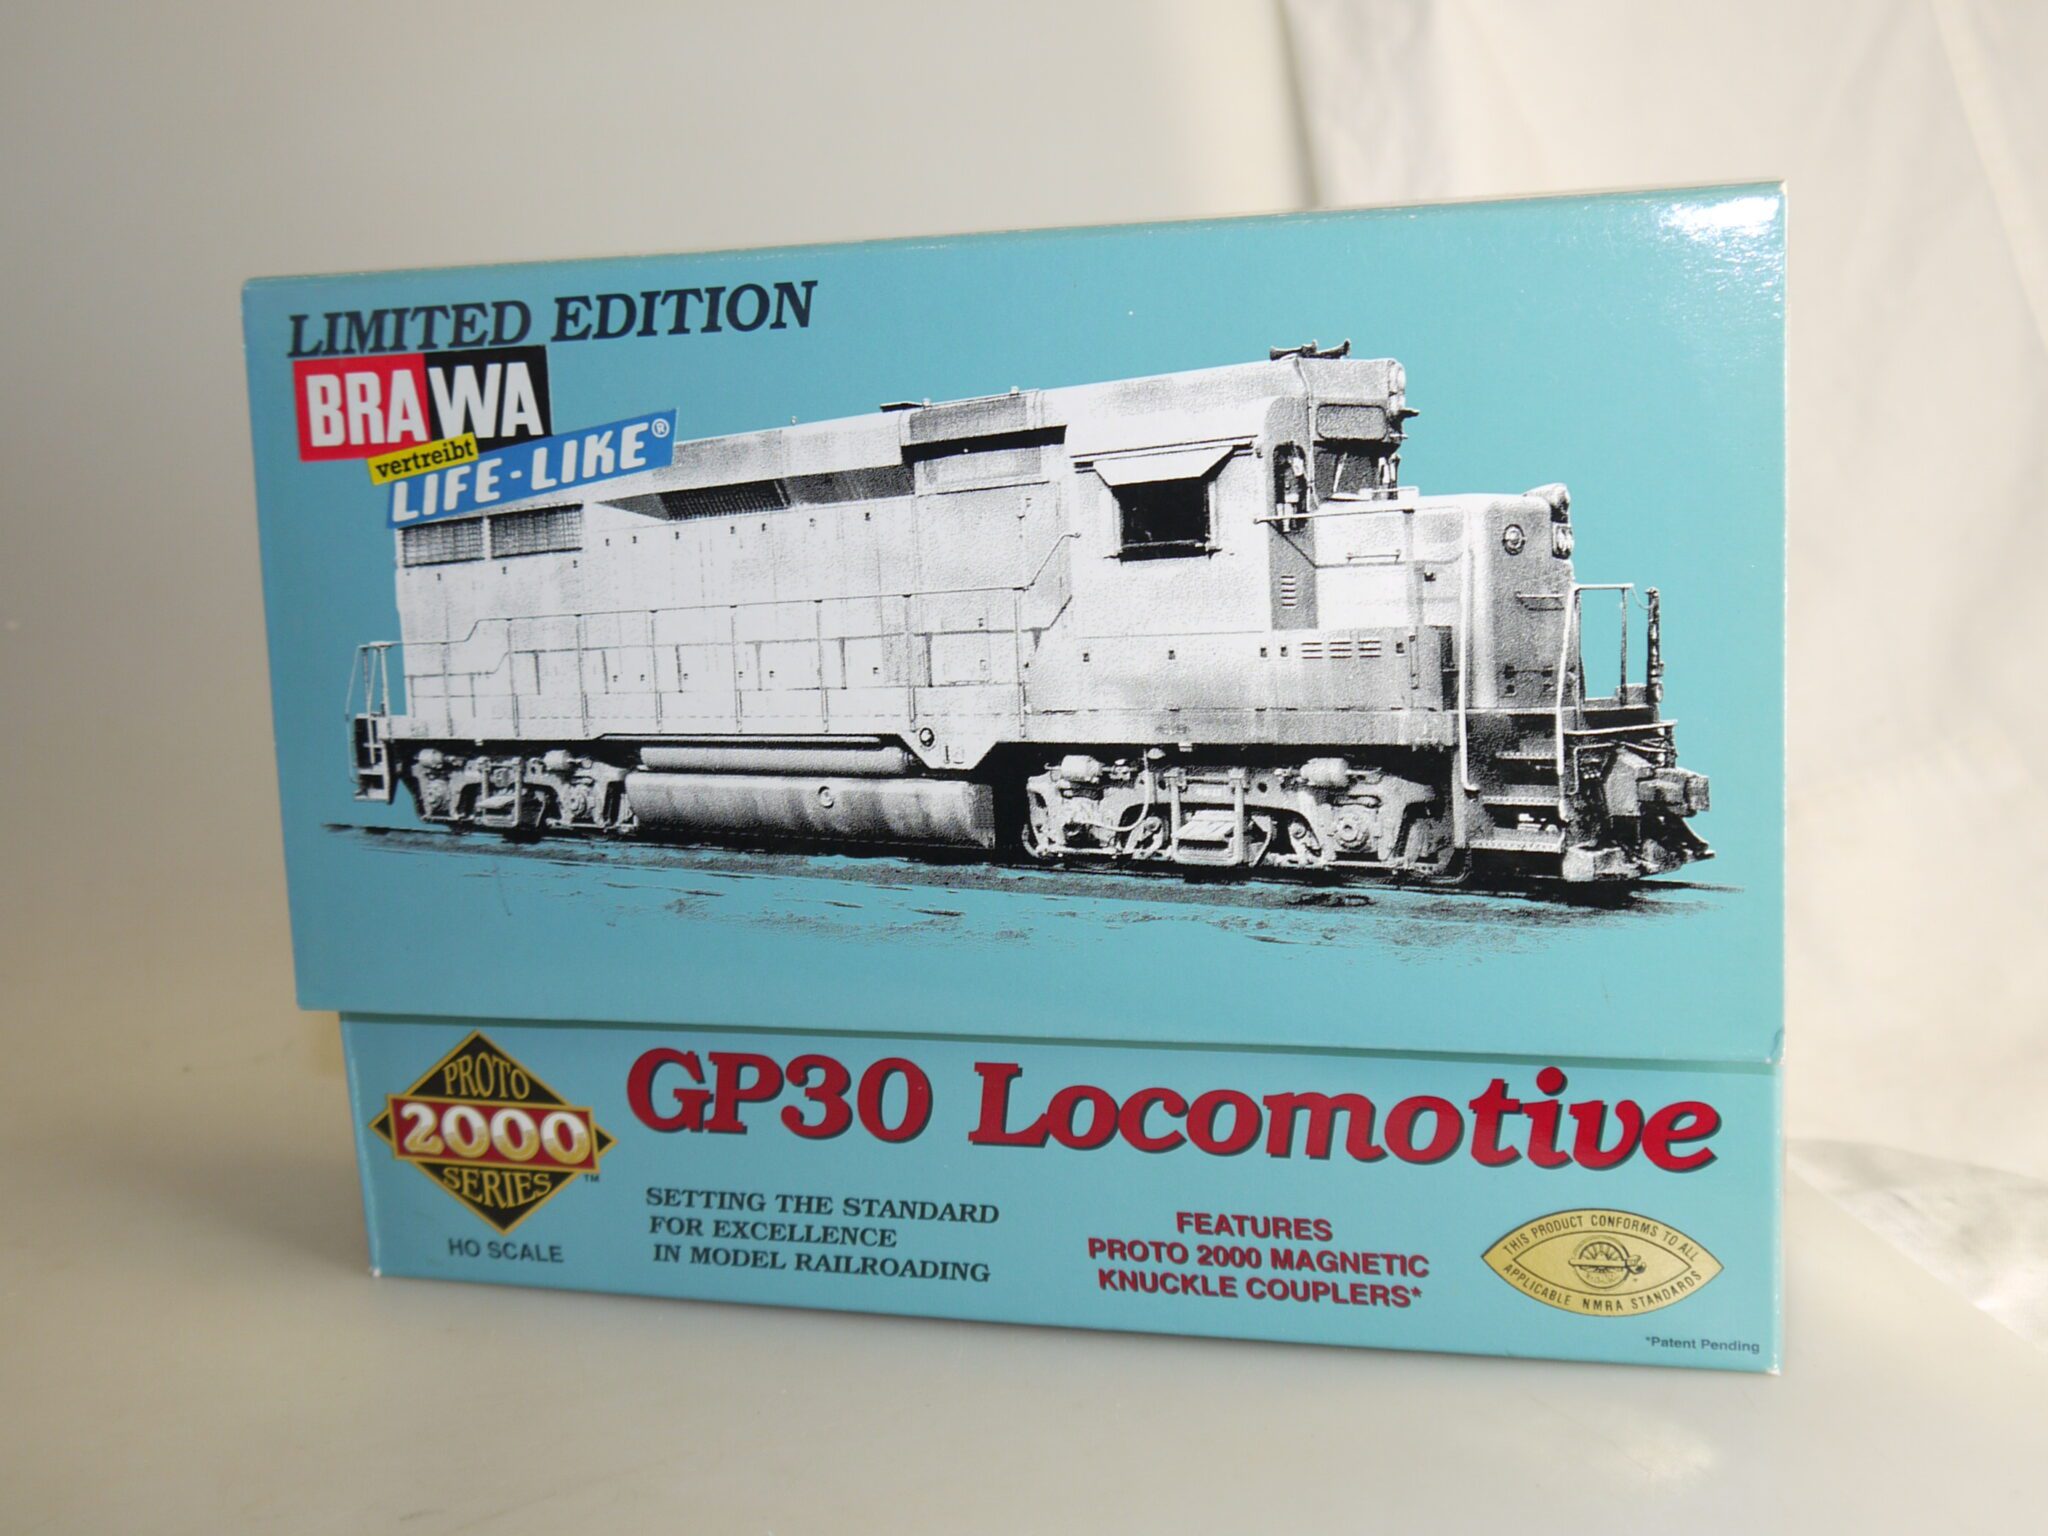 LIMITED EDITION
BRAWA
vertreibt
LIFE-LIKE®
PROTO
2000
SERIES™
HO SCALE
GP30 Locomotive
SETTING THE STANDARD
FOR EXCELLENCE
IN MODEL RAILROADING
FEATURES
PROTO 2000 MAGNETIC
KNUCKLE COUPLERS*
THIS PRODUCT CONFORMS TO ALL
APPLICABLE NMRA STANDARDS
*Patent Pending